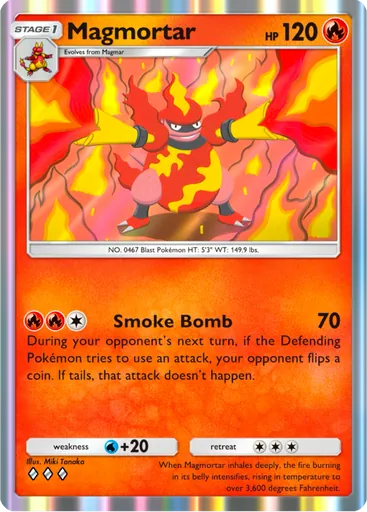 STAGE 1
Magmortar
HP 120
Evolves from Magmar
NO. 0467 Blast Pokémon HT: 5'3" WT: 149.9 lbs.
Smoke Bomb 70
During your opponent's next turn, if the Defending
Pokémon tries to use an attack, your opponent flips a
coin. If tails, that attack doesn't happen.
weakness +20
retreat
Illus. Miki Tanaka
When Magmortar inhales deeply, the fire burning
in its belly intensifies, rising in temperature to
over 3,600 degrees Fahrenheit.